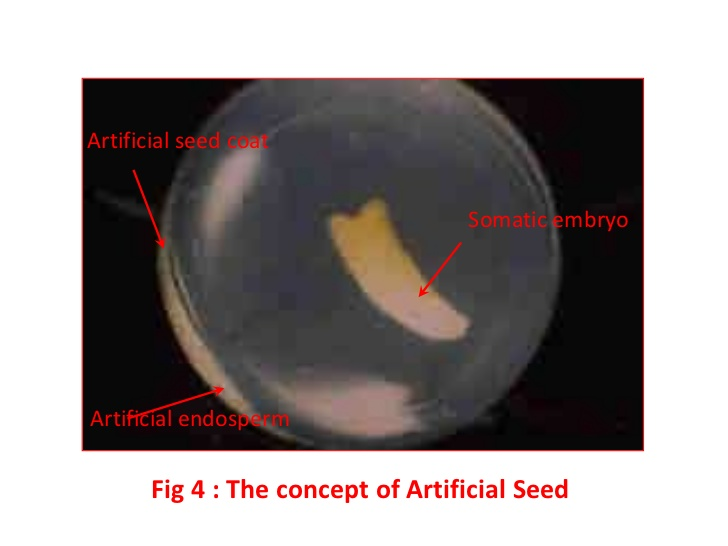 Artificial seed coat
Somatic embryo
Artificial endosperm
Fig 4 : The concept of Artificial Seed